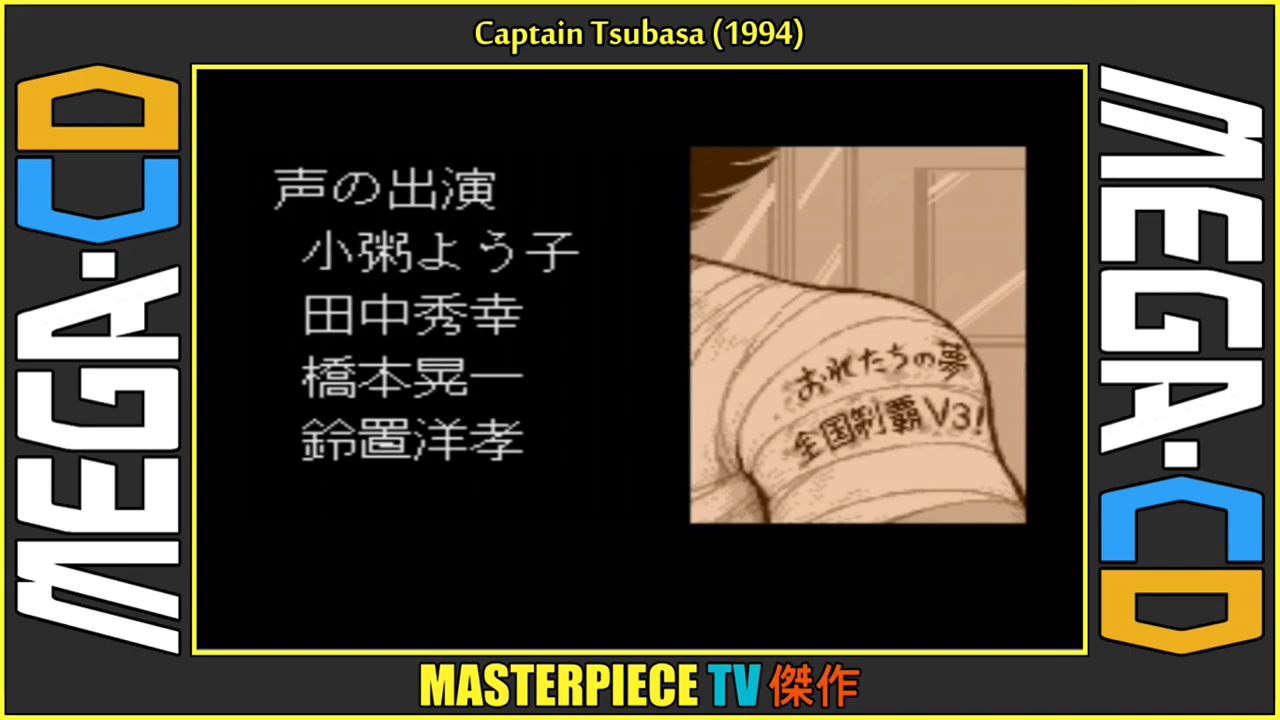 Captain Tsubasa (1994)
MEGA-CD
声の出演
小粥よう子
田中秀幸
橋本晃一
鈴置洋孝
おれたちの夢
全国制覇V3!
MEGA-CD
MASTERPIECE TV 傑作